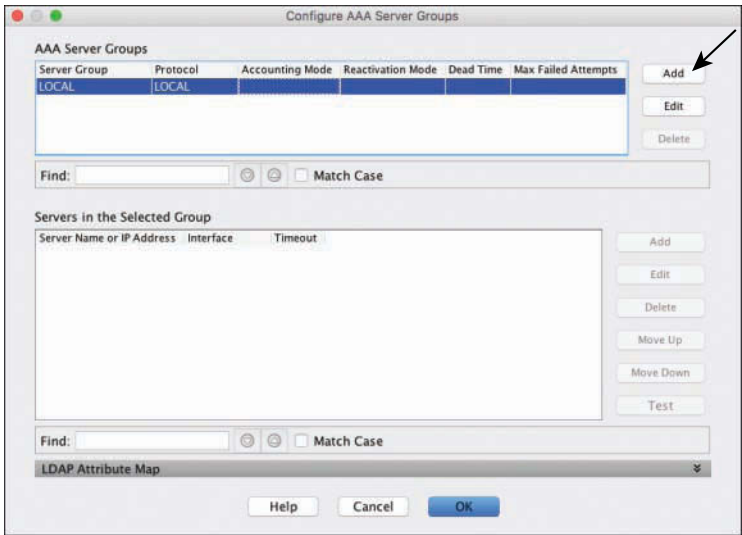 Configure AAA Server Groups
AAA Server Groups
Server Group Protocol Accounting Mode Reactivation Mode Dead Time Max Failed Attempts
LOCAL LOCAL
Add
Edit
Delete
Find: Match Case
Servers in the Selected Group
Server Name or IP Address Interface Timeout
Add
Edit
Delete
Move Up
Move Down
Test
Find: Match Case
LDAP Attribute Map
Help Cancel OK